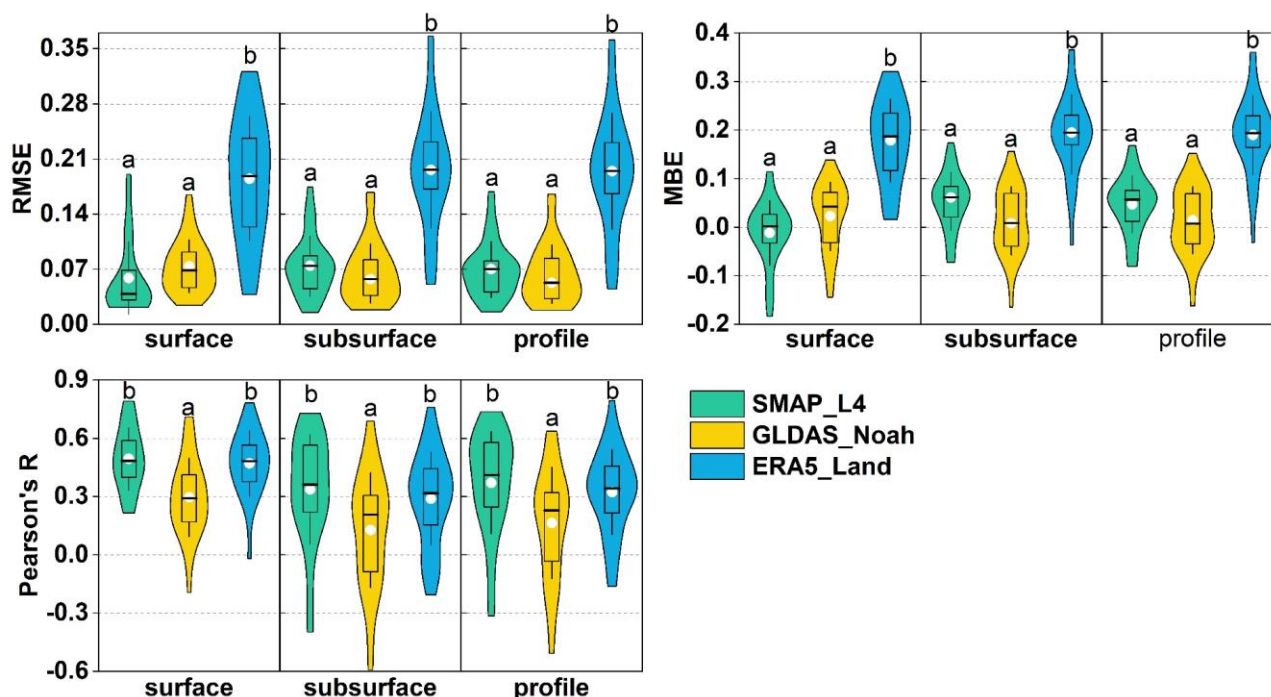 b b b
0.35
0.28
RMSE
0.21
a a a a a a
0.14
0.07
0.00
surface subsurface profile
b b b
0.4
0.3
0.2
MBE
a a a a a a
0.1
0.0
-0.1
-0.2
surface subsurface profile
0.9
b a b b a b b a b
0.6
Pearson's R
0.3
0.0
-0.3
-0.6
surface subsurface profile
SMAP_L4
GLDAS_Noah
ERA5_Land